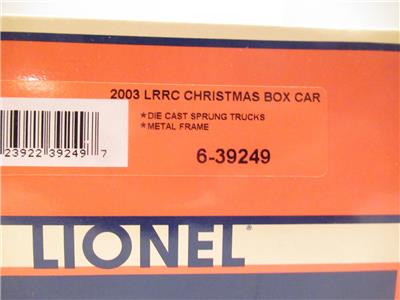 2003 LRRC CHRISTMAS BOX CAR
*DIE CAST SPRUNG TRUCKS
*METAL FRAME
23922 39249 7
6-39249
LIONEL